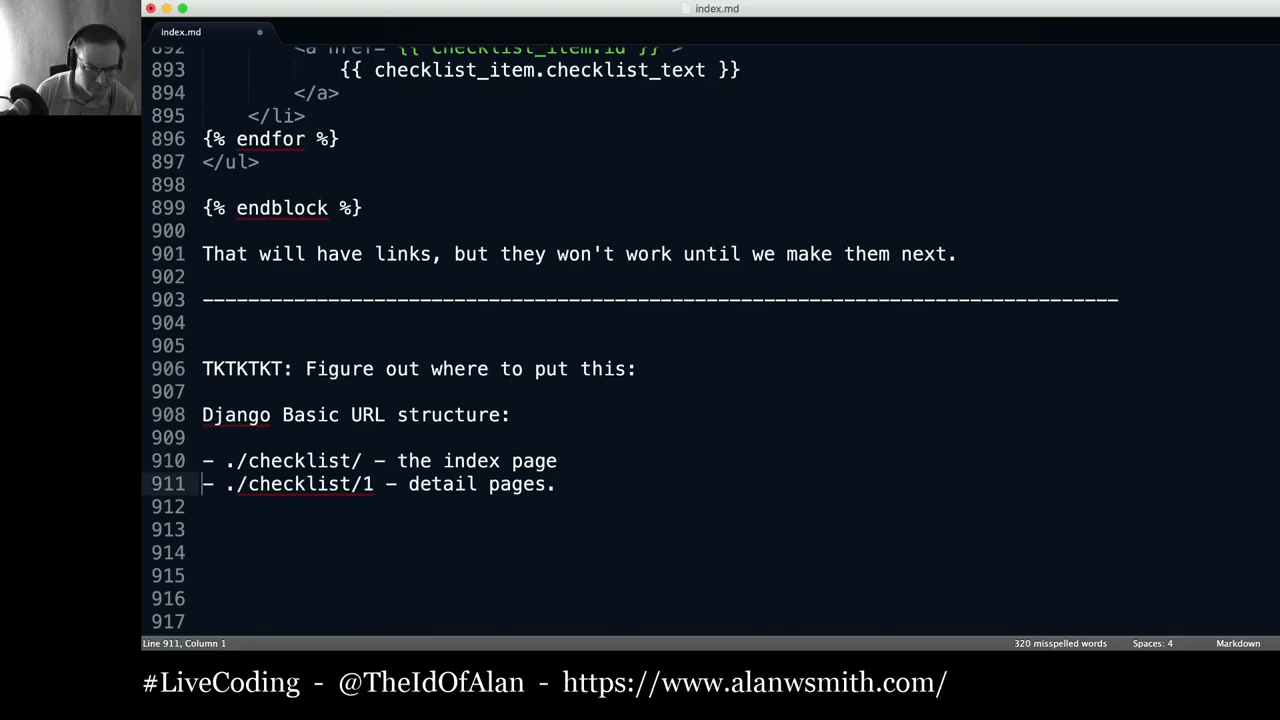 index.md
index.md
892 <a href= {{ checklist_item.id }} >
893 {{ checklist_item.checklist_text }}
894 </a>
895 </li>
896 {% endfor %}
897 </ul>
898
899 {% endblock %}
900
901 That will have links, but they won't work until we make them next.
902
903 --------------------------------------------------------------------------------
904
905
906 TKTKTKT: Figure out where to put this:
907
908 Django Basic URL structure:
909
910 - ./checklist/ - the index page
911 - ./checklist/1 - detail pages.
912
913
914
915
916
917
Line 911, Column 1 320 misspelled words Spaces: 4 Markdown
#LiveCoding - @TheIdOfAlan - https://www.alanwsmith.com/